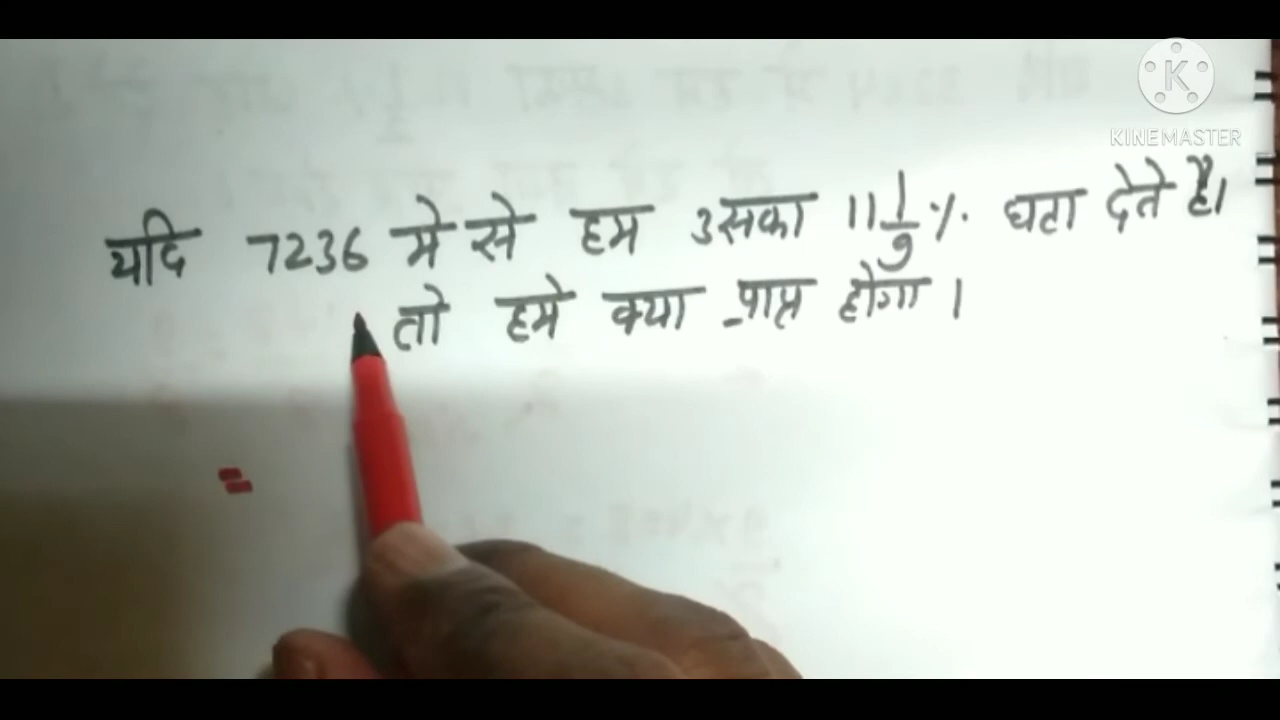 K
KINEMASTER
यदि 7236 मे से हम उसका 11 1/9 % घटा देते है।
तो हमे क्या प्राप्त होगा ।